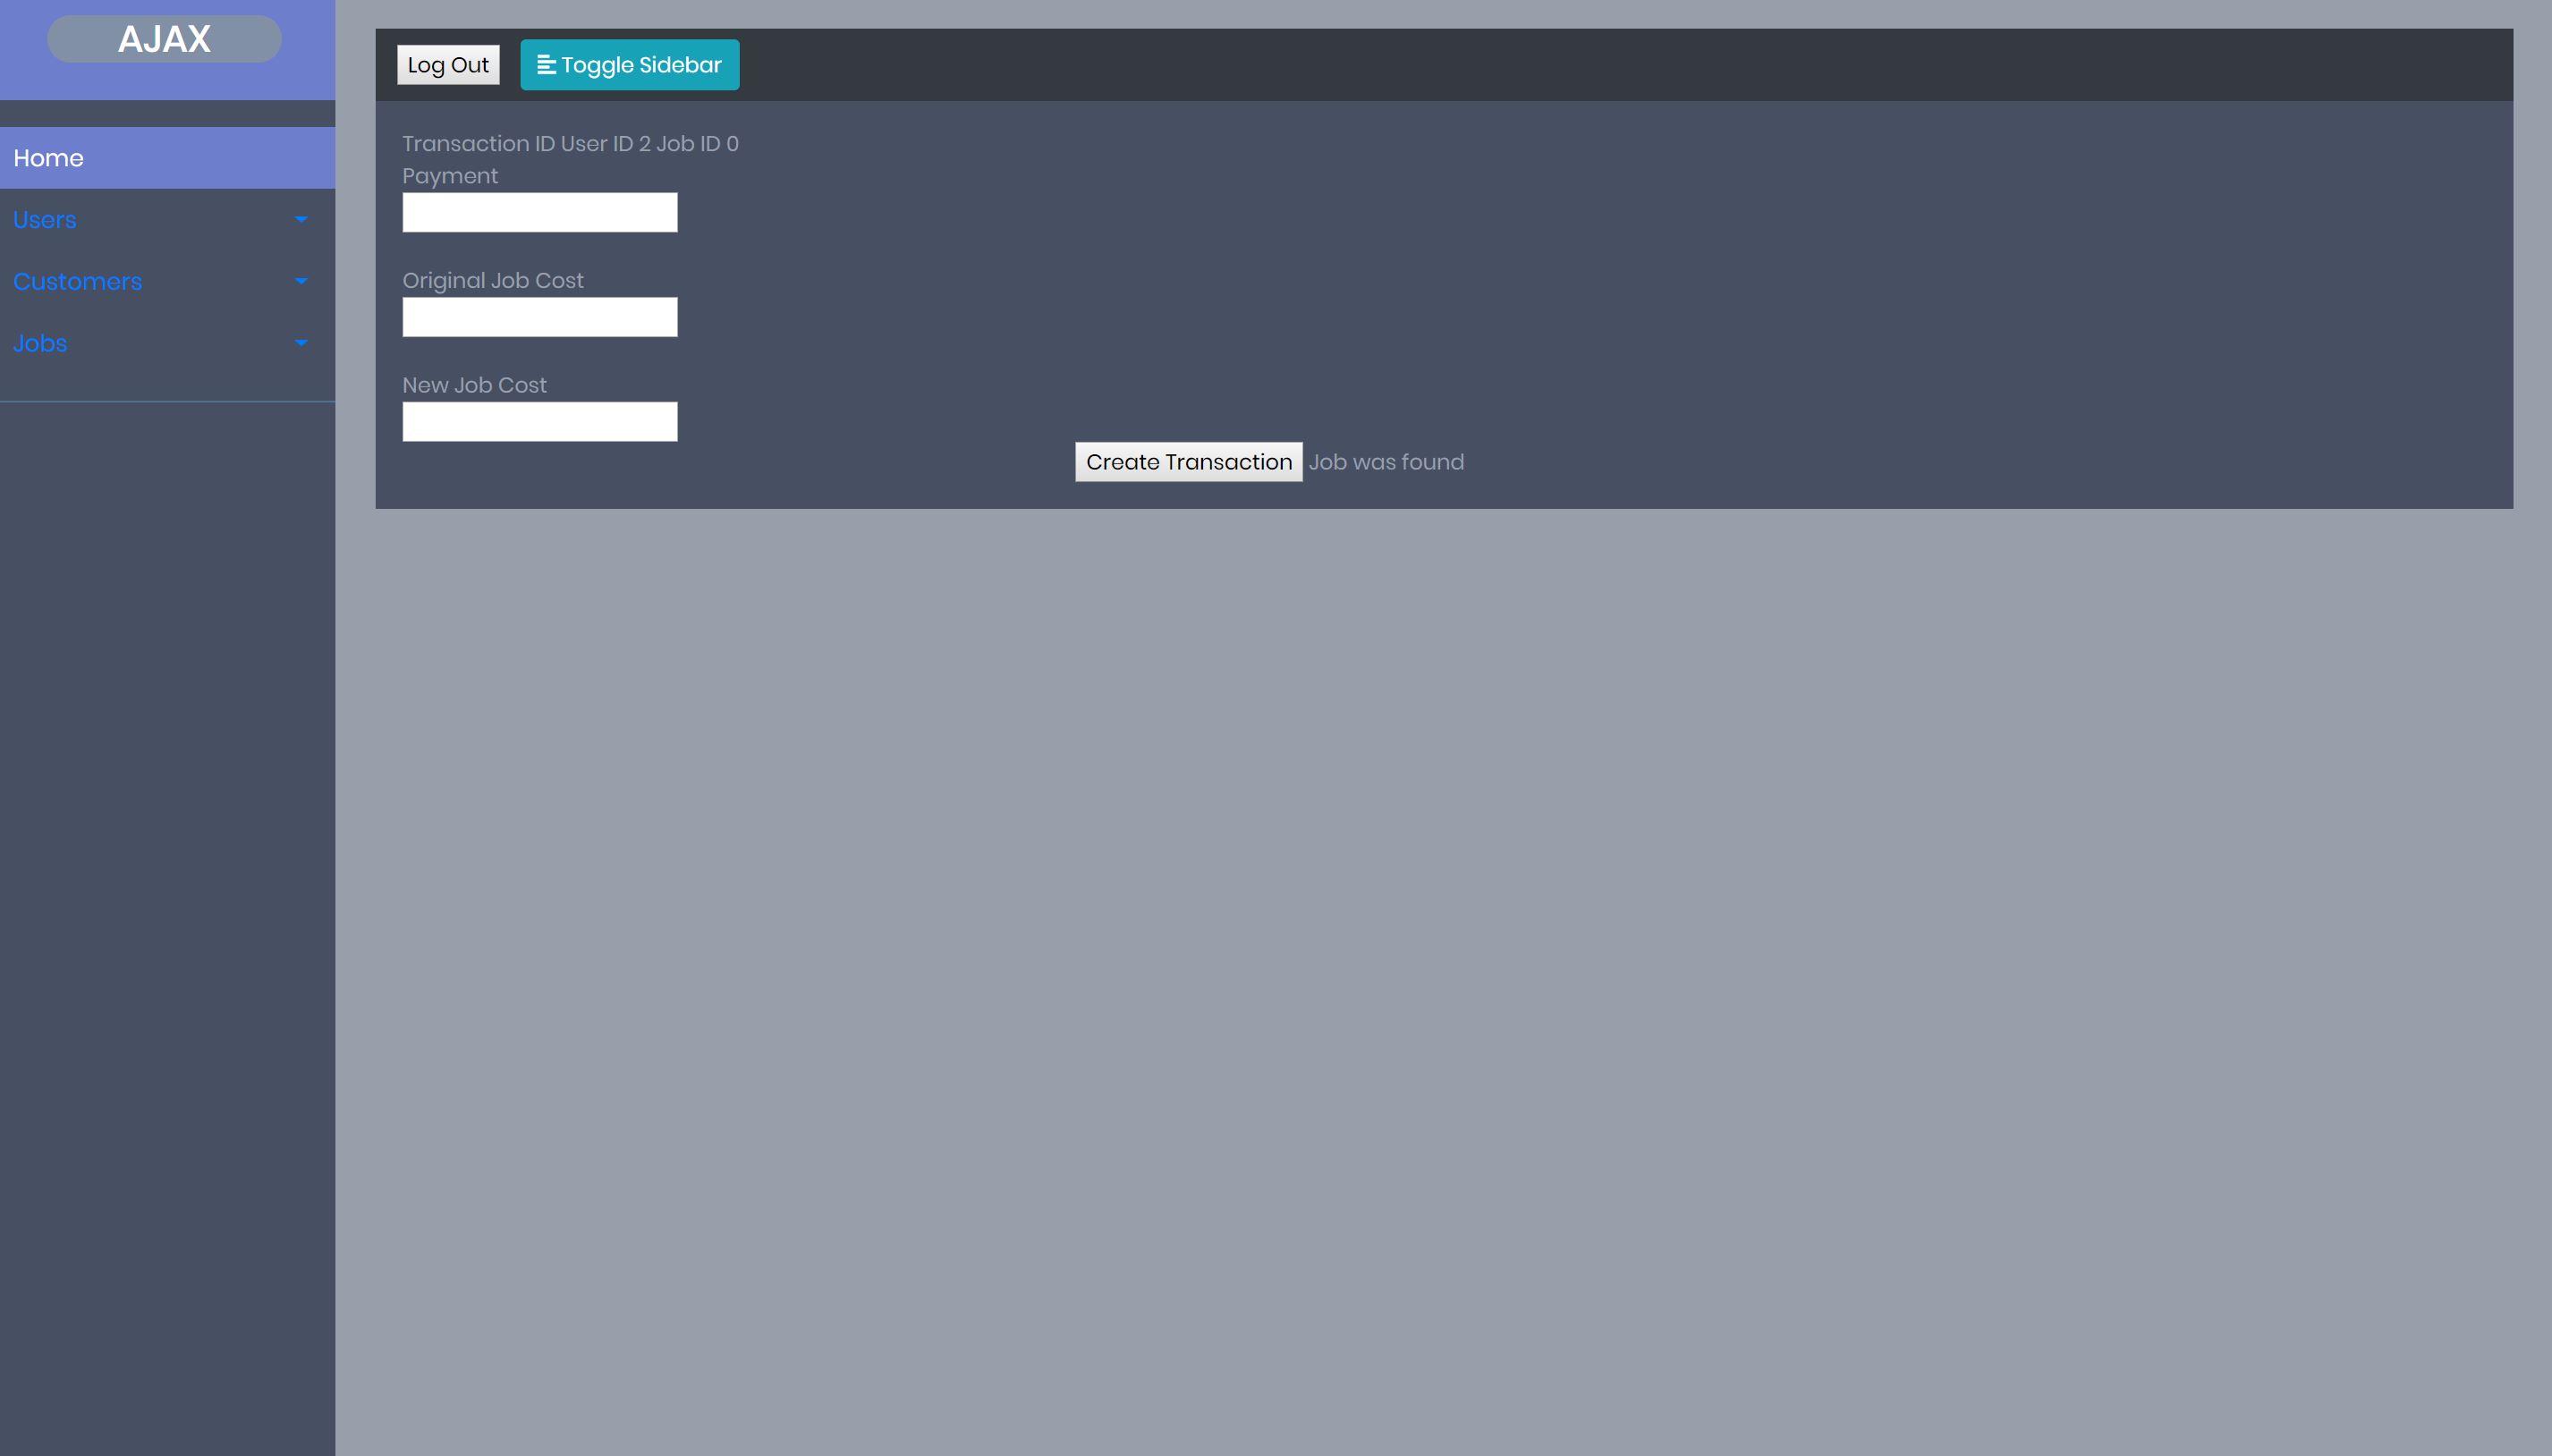 AJAX
Home
Users
Customers
Jobs
Log Out
Toggle Sidebar
Transaction ID User ID 2 Job ID 0
Payment
Original Job Cost
New Job Cost
Create Transaction Job was found